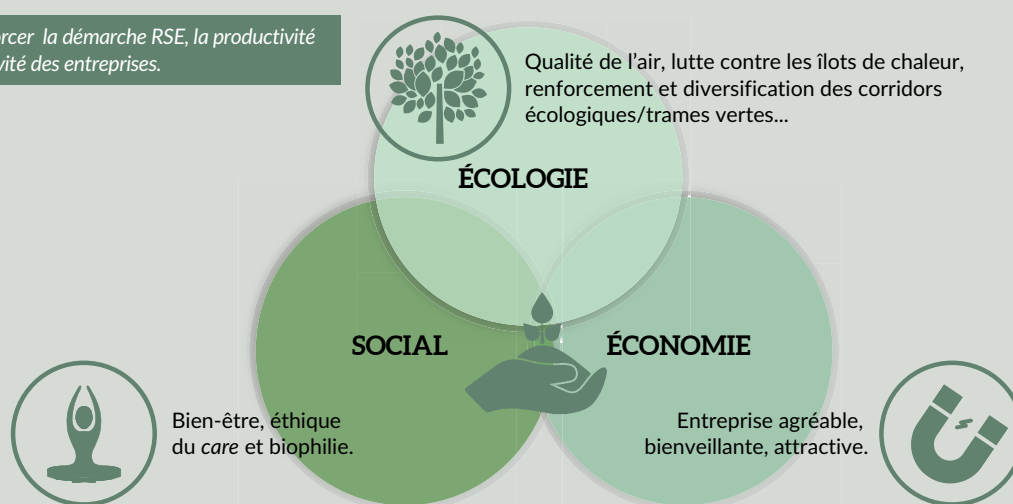 la démarche RSE, la productivité
des entreprises.
Qualité de l’air, lutte contre les îlots de chaleur,
renforcement et diversification des corridors
écologiques/trames vertes...
ÉCOLOGIE
SOCIAL
ÉCONOMIE
Bien-être, éthique
du care et biophilie.
Entreprise agréable,
bienveillante, attractive.